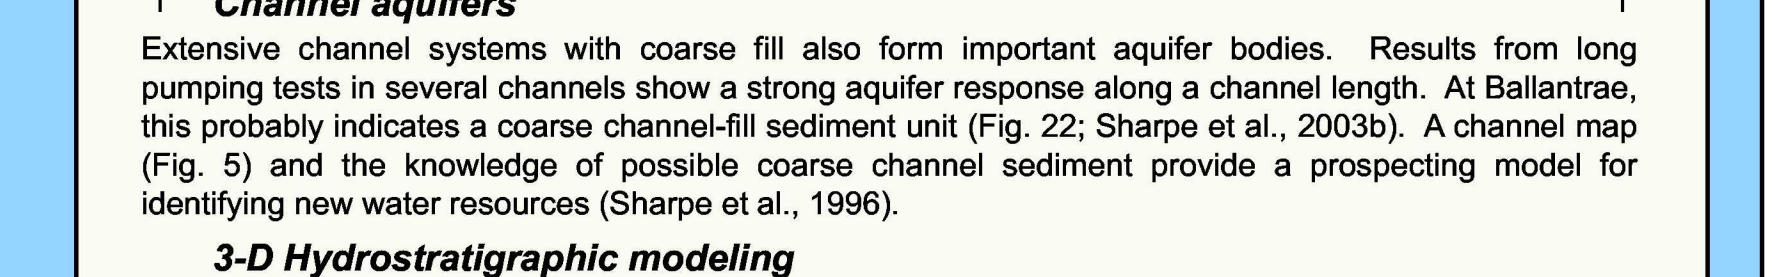 Channel aquifers
Extensive channel systems with coarse fill also form important aquifer bodies. Results from long
pumping tests in several channels show a strong aquifer response along a channel length. At Ballantrae,
this probably indicates a coarse channel-fill sediment unit (Fig. 22; Sharpe et al., 2003b). A channel map
(Fig. 5) and the knowledge of possible coarse channel sediment provide a prospecting model for
identifying new water resources (Sharpe et al., 1996).
3-D Hydrostratigraphic modeling